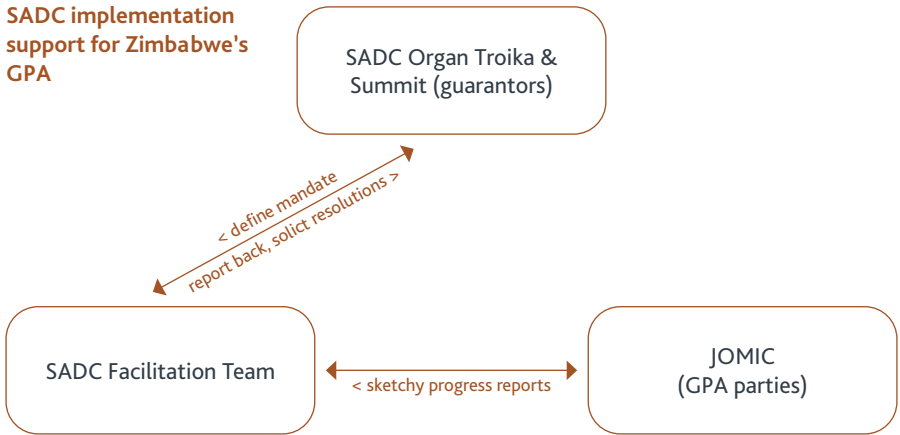 SADC implementation
support for Zimbabwe's
GPA
SADC Organ Troika &
Summit (guarantors)
< define mandate
report back, solict resolutions >
SADC Facilitation Team
< sketchy progress reports
JOMIC
(GPA parties)